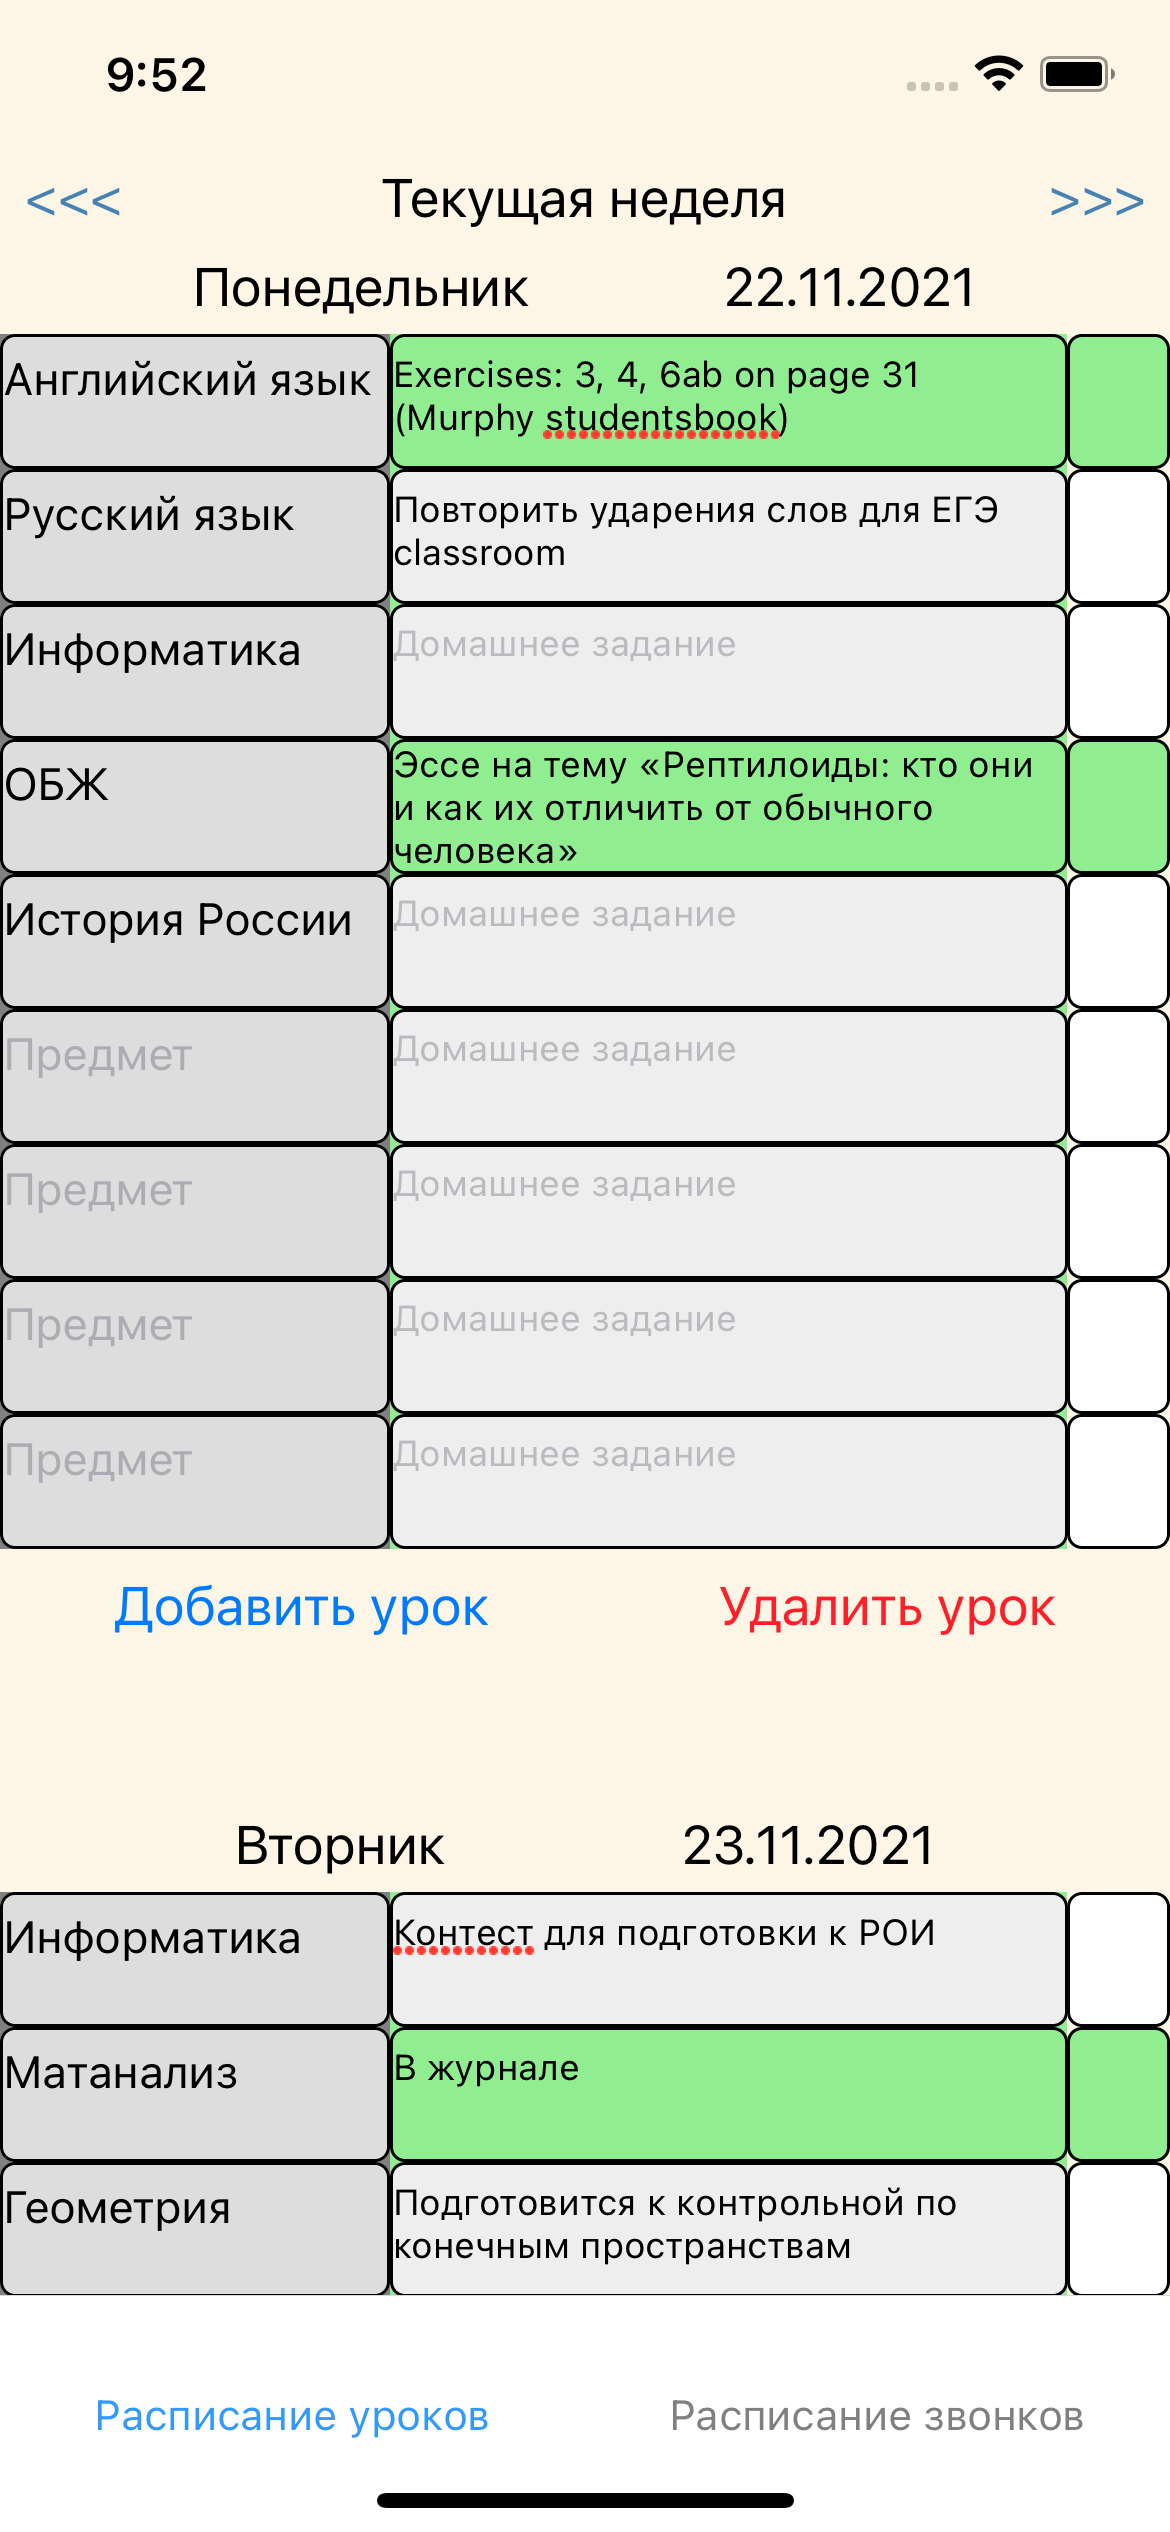 9:52
<<< Текущая неделя >>>
Понедельник 22.11.2021
Английский язык
Exercises: 3, 4, 6ab on page 31
(Murphy studentsbook)
Русский язык
Повторить ударения слов для ЕГЭ
classroom
Информатика
Домашнее задание
ОБЖ
Эссе на тему «Рептилоиды: кто они
и как их отличить от обычного
человека»
История России
Домашнее задание
Предмет
Домашнее задание
Предмет
Домашнее задание
Предмет
Домашнее задание
Предмет
Домашнее задание
Добавить урок Удалить урок
Вторник 23.11.2021
Информатика
Контест для подготовки к РОИ
Матанализ
В журнале
Геометрия
Подготовится к контрольной по
конечным пространствам
Расписание уроков Расписание звонков